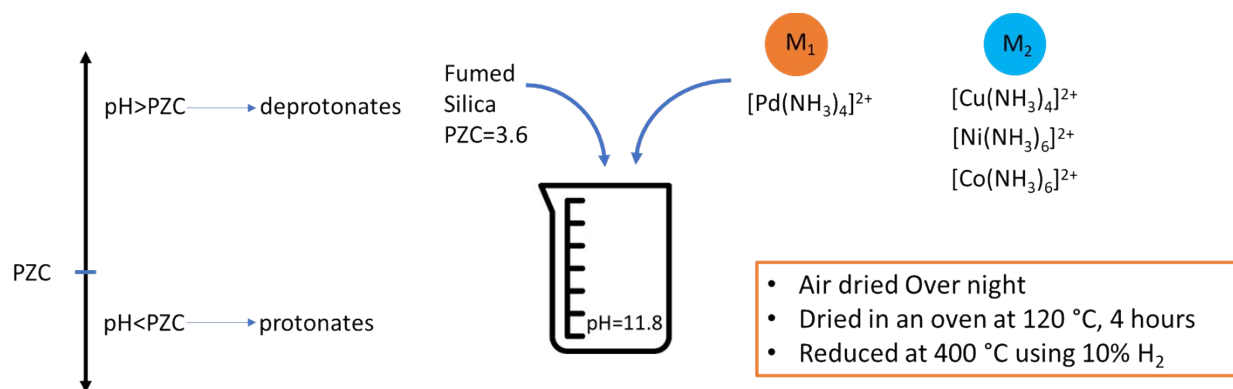 PZC
pH>PZC
deprotonates
pH<PZC
protonates
Fumed
Silica
PZC=3.6
pH=11.8
M₁
[Pd(NH₃)₄]²⁺
M₂
[Cu(NH₃)₄]²⁺
[Ni(NH₃)₆]²⁺
[Co(NH₃)₆]²⁺
• Air dried Over night
• Dried in an oven at 120 °C, 4 hours
• Reduced at 400 °C using 10% H₂